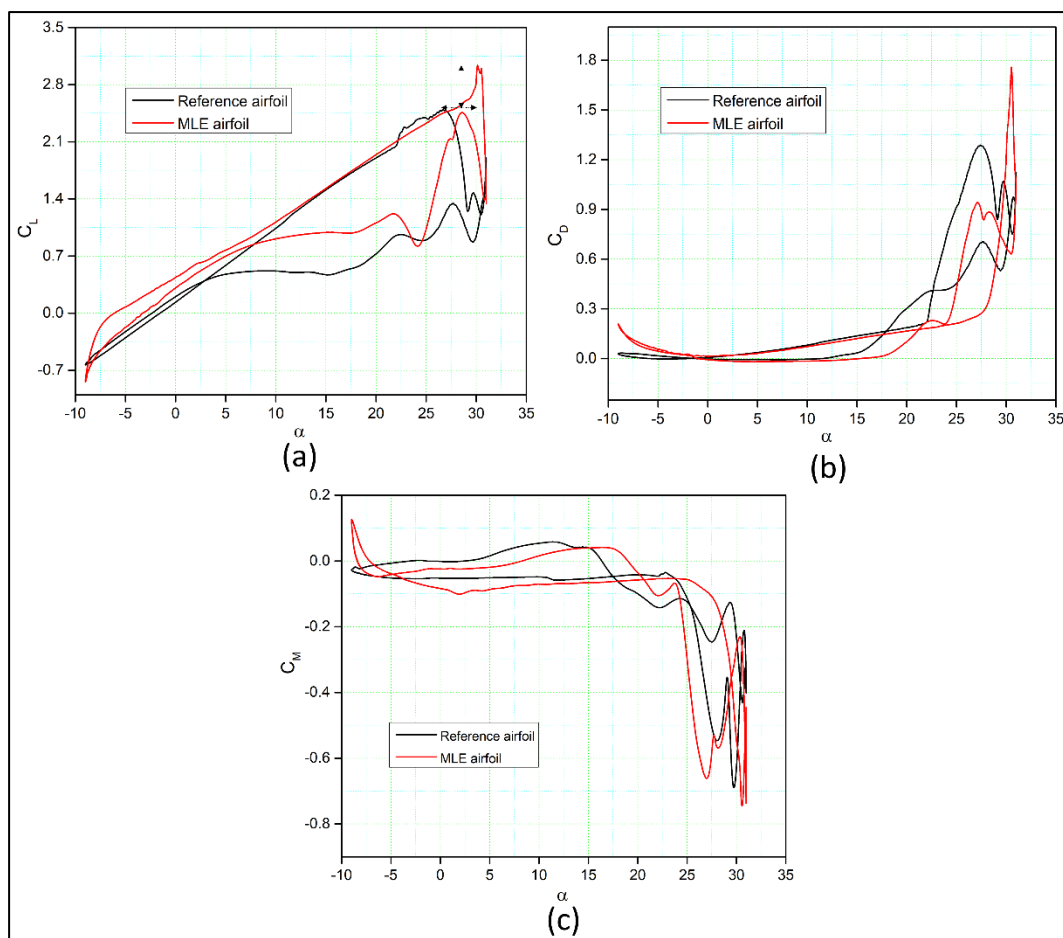 3.5
2.8
2.1
1.4
0.7
0.0
-0.7
C_L
Reference airfoil
MLE airfoil
-10 -5 0 5 10 15 20 25 30 35
α
(a)
1.8
1.5
1.2
0.9
0.6
0.3
0.0
C_D
Reference airfoil
MLE airfoil
-10 -5 0 5 10 15 20 25 30 35
α
(b)
0.2
0.0
-0.2
-0.4
-0.6
-0.8
C_M
Reference airfoil
MLE airfoil
-10 -5 0 5 10 15 20 25 30 35
α
(c)